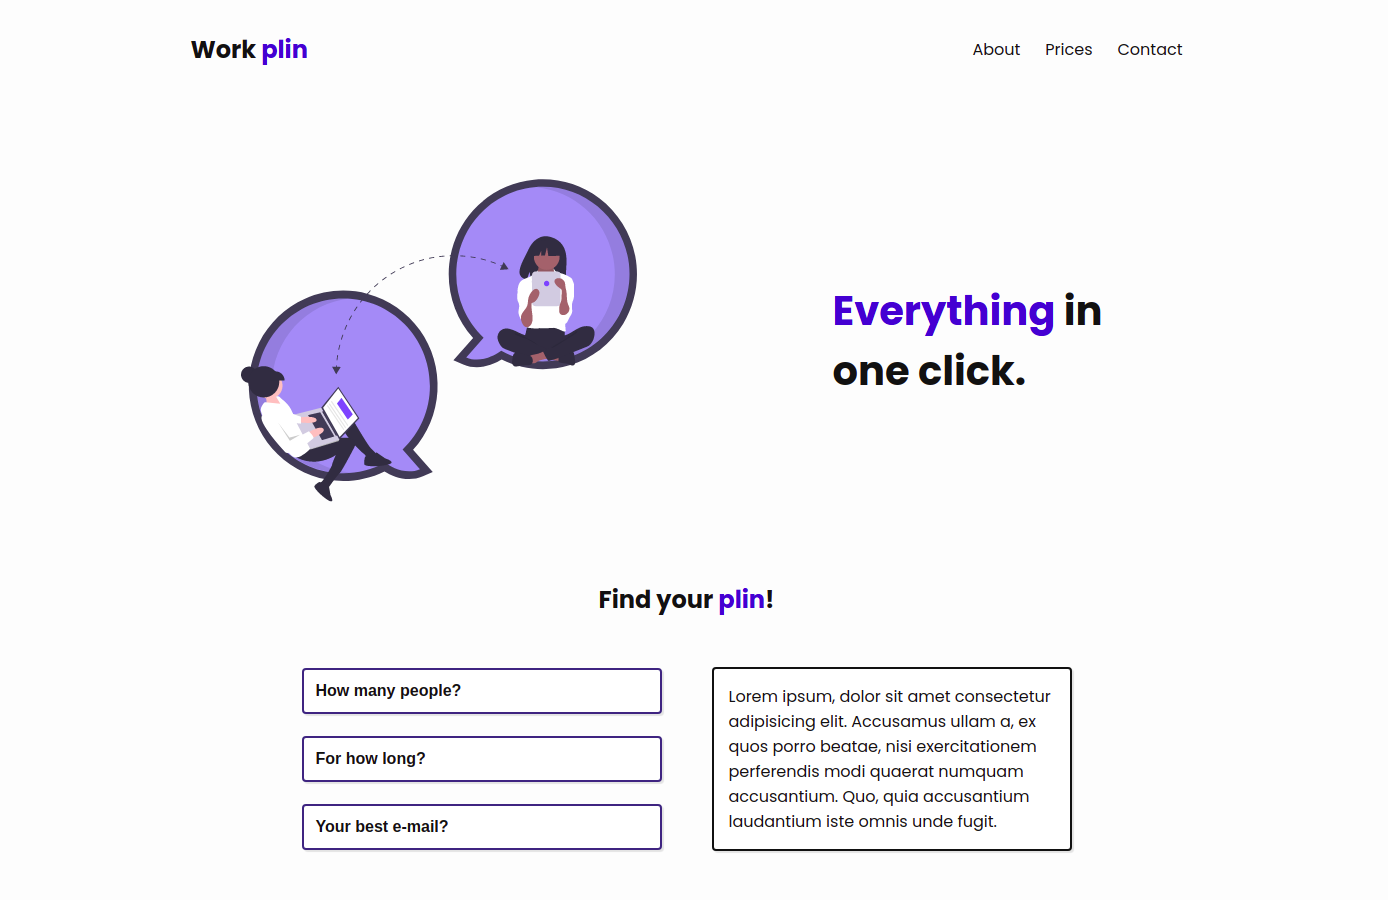 Work plin
About Prices Contact
Everything in
one click.
Find your plin!
How many people?
For how long?
Your best e-mail?
Lorem ipsum, dolor sit amet consectetur
adipisicing elit. Accusamus ullam a, ex
quos porro beatae, nisi exercitationem
perferendis modi quaerat numquam
accusantium. Quo, quia accusantium
laudantium iste omnis unde fugit.